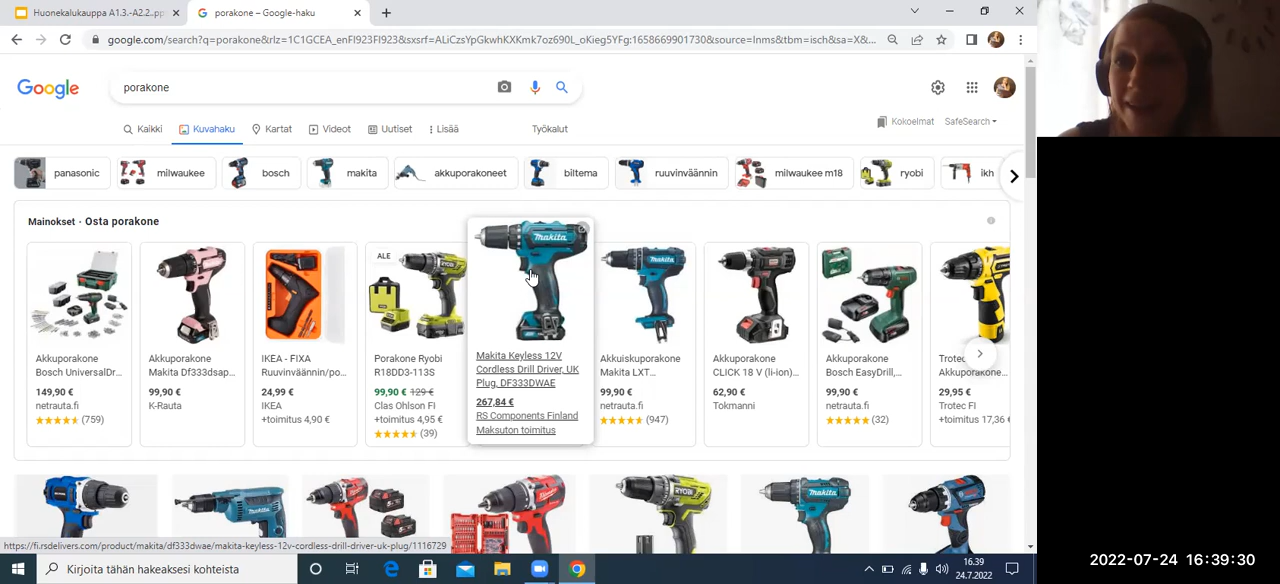 Huonekalukauppa A1.3.-A2.2..pp
porakone – Google-haku
google.com/search?q=porakone&rlz=1C1GCEA_enFI923FI923&sxsrf=ALiCzsYpGkwhKXKmk7oz690L_oKieg5YFg:1658669901730&source=lnms&tbm=isch&sa=X&...
Google
porakone
Kaikki
Kuvahaku
Kartat
Videot
Uutiset
Lisää
Työkalut
Kokoelmat
SafeSearch
panasonic
milwaukee
bosch
makita
akkuporakoneet
biltema
ruuvinväännin
milwaukee m18
ryobi
ikh
Mainokset · Osta porakone
Akkuporakone
Bosch UniversalDr...
149,90 €
netrauta.fi
(759)
Akkuporakone
Makita Df333dsap...
99,90 €
K-Rauta
IKEA - FIXA
Ruuvinväännin/po...
24,99 €
IKEA
+toimitus 4,90 €
ALE
Porakone Ryobi
R18DD3-113S
99,90 € 129 €
Clas Ohlson FI
+toimitus 4,95 €
(39)
makita
Makita Keyless 12V
Cordless Drill Driver, UK
Plug, DF333DWAE
267,84 €
RS Components Finland
Maksuton toimitus
makita
Akkuiskuporakone
Makita LXT...
99,90 €
netrauta.fi
(947)
Akkuporakone
CLICK 18 V (li-ion)...
62,90 €
Tokmanni
Akkuporakone
Bosch EasyDrill,...
99,90 €
netrauta.fi
(32)
Trotec
Akkuporakon...
29,95 €
Trotec FI
+toimitus 17,36 €
RYOBI
makita
https://fi.rsdelivers.com/product/makita/df333dwae/makita-keyless-12v-cordless-drill-driver-uk-plug/1116729
Kirjoita tähän hakeaksesi kohteista
16.39
24.7.2022
2022-07-24 16:39:30